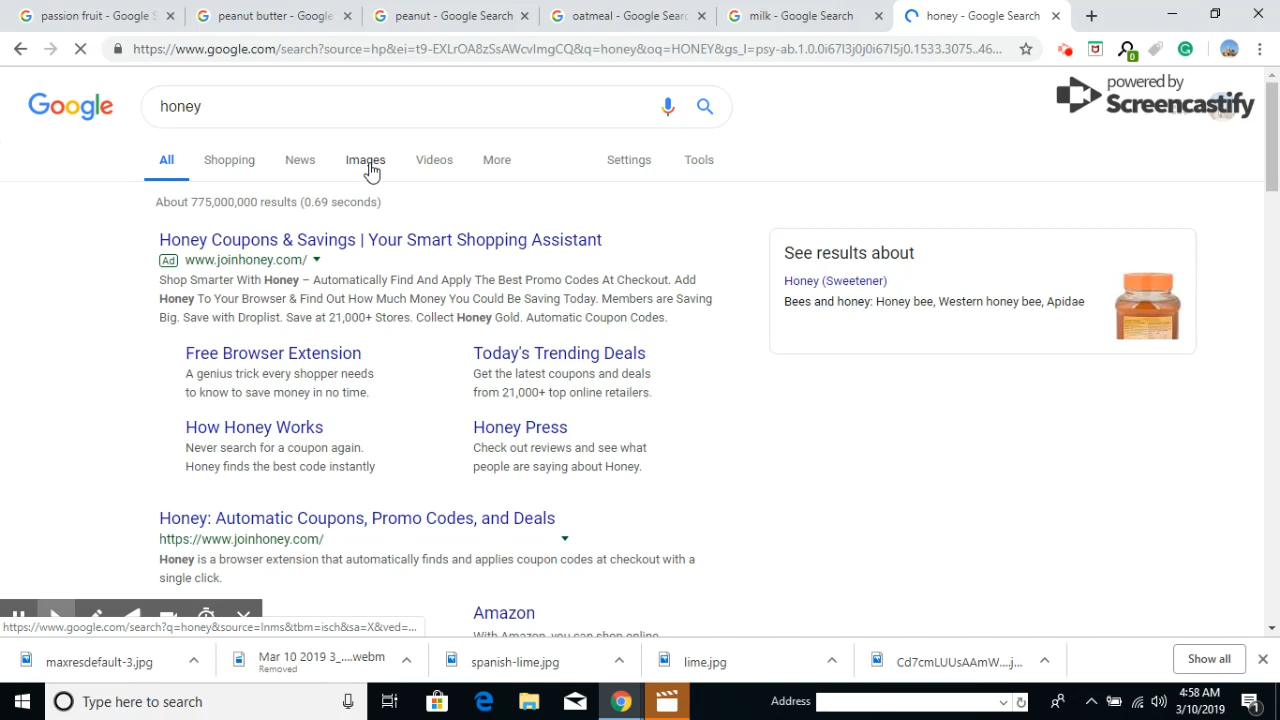 passion fruit - Google S
peanut butter - Google
peanut - Google Search
oatmeal - Google Search
milk - Google Search
honey - Google Search
https://www.google.com/search?source=hp&ei=t9-EXLrOA8zSsAWcvImgCQ&q=honey&oq=HONEY&gs_l=psy-ab.1.0.0i67l3j0j0i67l5j0.1533.3075..46...
0
powered by
Screencastify
Google
honey
All Shopping News Images Videos More Settings Tools
About 775,000,000 results (0.69 seconds)
Honey Coupons & Savings | Your Smart Shopping Assistant
Ad www.joinhoney.com/
Shop Smarter With Honey – Automatically Find And Apply The Best Promo Codes At Checkout. Add
Honey To Your Browser & Find Out How Much Money You Could Be Saving Today. Members are Saving
Big. Save with Droplist. Save at 21,000+ Stores. Collect Honey Gold. Automatic Coupon Codes.
Free Browser Extension
A genius trick every shopper needs
to know to save money in no time.
Today's Trending Deals
Get the latest coupons and deals
from 21,000+ top online retailers.
How Honey Works
Never search for a coupon again.
Honey finds the best code instantly
Honey Press
Check out reviews and see what
people are saying about Honey.
Honey: Automatic Coupons, Promo Codes, and Deals
https://www.joinhoney.com/
Honey is a browser extension that automatically finds and applies coupon codes at checkout with a
single click.
Amazon
With Amazon, you can shop online
See results about
Honey (Sweetener)
Bees and honey: Honey bee, Western honey bee, Apidae
https://www.google.com/search?q=honey&source=lnms&tbm=isch&sa=X&ved=...
maxresdefault-3.jpg
Mar 10 2019 3_....webm
Removed
spanish-lime.jpg
lime.jpg
Cd7cmLUUsAAmW....j...
Show all
Type here to search
Address
4:58 AM
3/10/2019
1